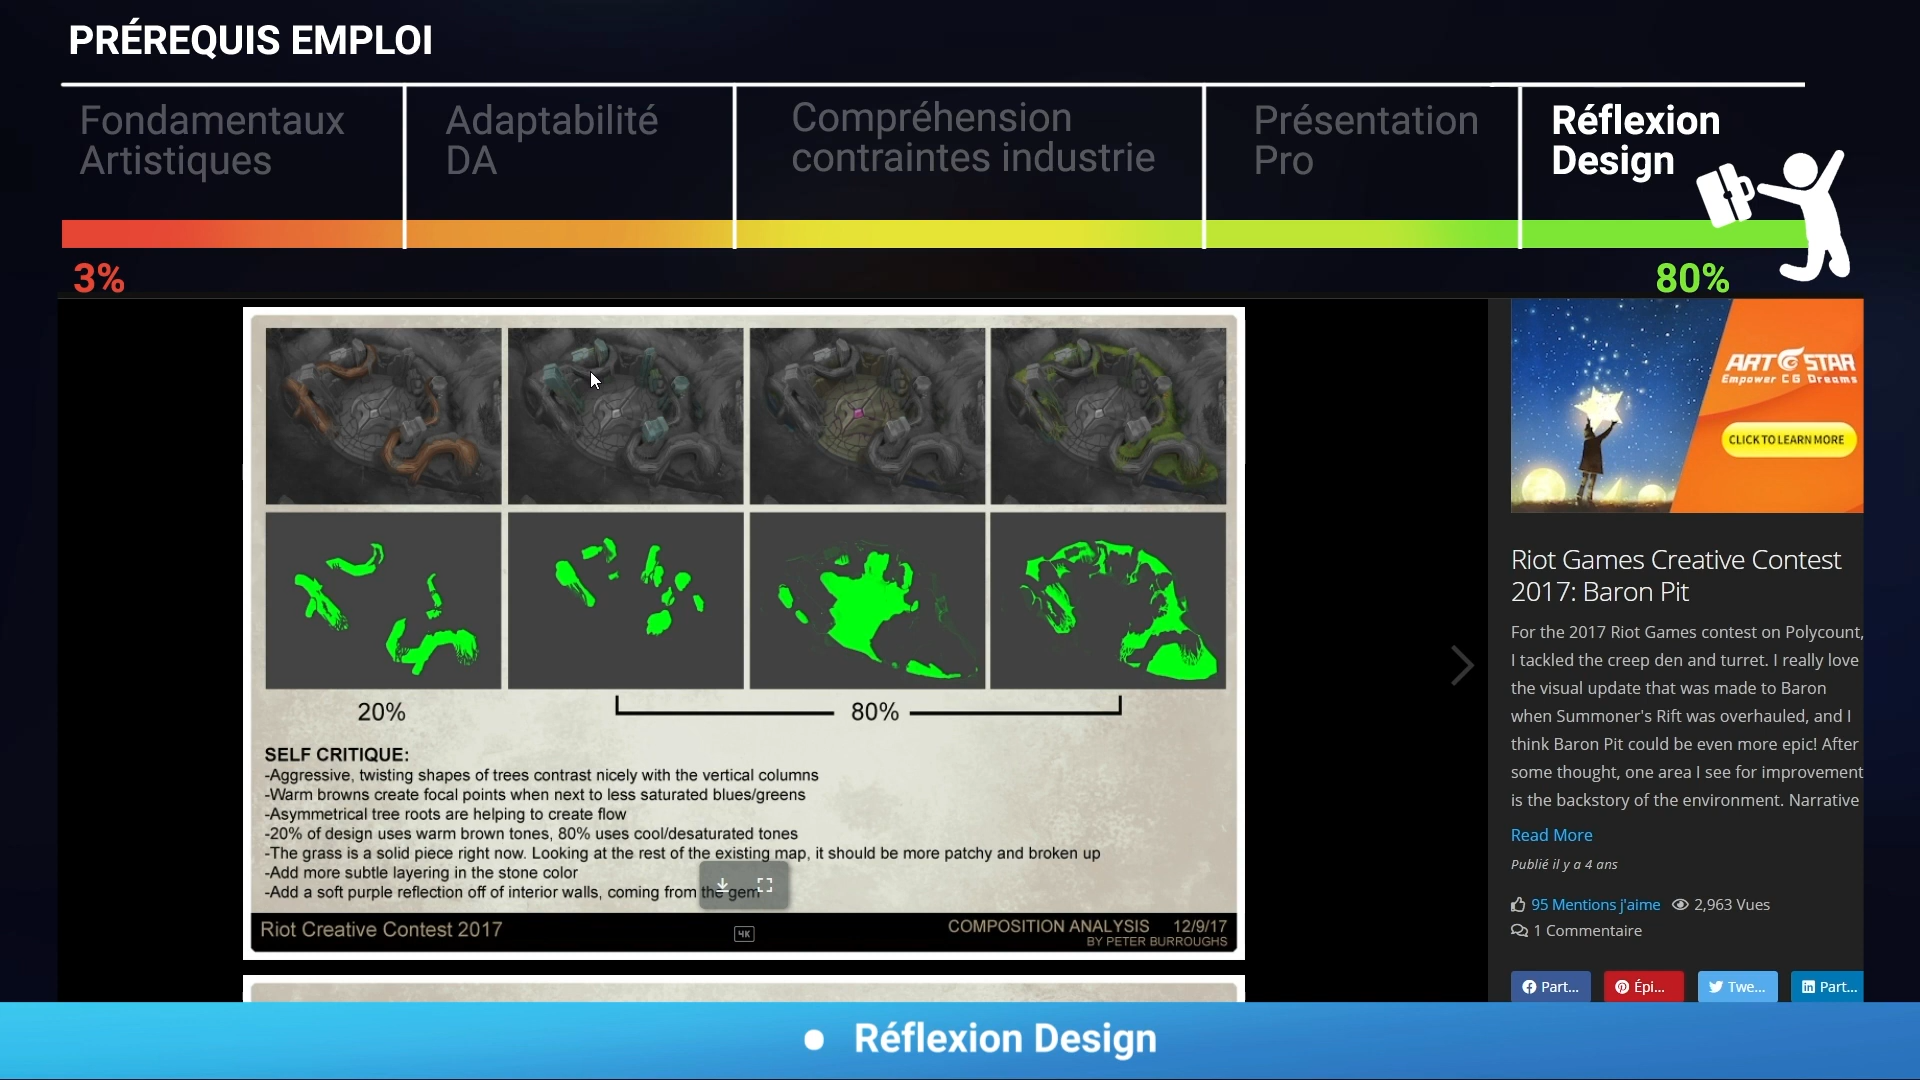 PRÉREQUIS EMPLOI
Fondamentaux
Artistiques
Adaptabilité
DA
Compréhension
contraintes industrie
Présentation
Pro
Réflexion
Design
3%
80%
20%
80%
SELF CRITIQUE:
-Aggressive, twisting shapes of trees contrast nicely with the vertical columns
-Warm browns create focal points when next to less saturated blues/greens
-Asymmetrical tree roots are helping to create flow
-20% of design uses warm brown tones, 80% uses cool/desaturated tones
-The grass is a solid piece right now. Looking at the rest of the existing map, it should be more patchy and broken up
-Add more subtle layering in the stone color
-Add a soft purple reflection off of interior walls, coming from the gem
Riot Creative Contest 2017
4K
COMPOSITION ANALYSIS 12/9/17
BY PETER BURROUGHS
ART STAR
Empower CG Dreams
CLICK TO LEARN MORE
Riot Games Creative Contest
2017: Baron Pit
For the 2017 Riot Games contest on Polycount,
I tackled the creep den and turret. I really love
the visual update that was made to Baron
when Summoner's Rift was overhauled, and I
think Baron Pit could be even more epic! After
some thought, one area I see for improvement
is the backstory of the environment. Narrative
Read More
Publié il y a 4 ans
95 Mentions j'aime 2,963 Vues
1 Commentaire
Part... Épi... Twe... Part...
Réflexion Design